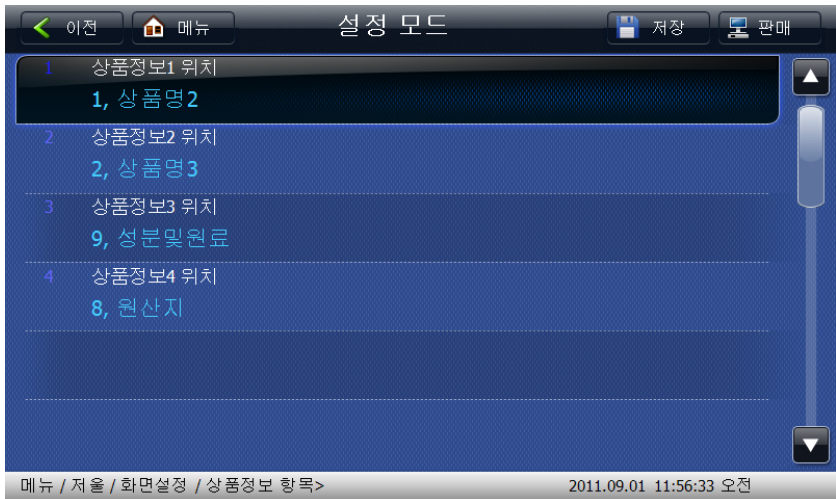 이전 메뉴 설정 모드 저장 판매
1 상품정보1 위치
1, 상품명2
2 상품정보2 위치
2, 상품명3
3 상품정보3 위치
9, 성분및원료
4 상품정보4 위치
8, 원산지
메뉴 / 저울 / 화면설정 / 상품정보 항목> 2011.09.01 11:56:33 오전